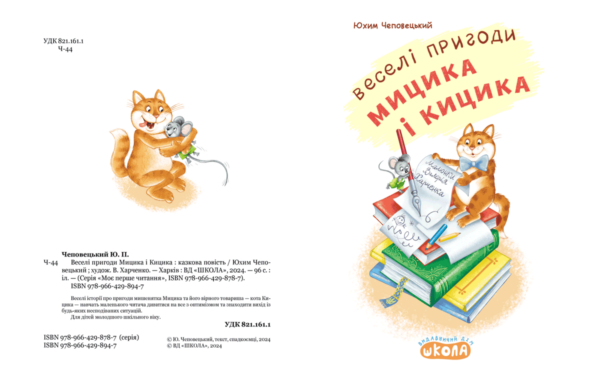 УДК 821.161.1
Ч-44
Чеповецький Ю. П.
Ч-44 Веселі пригоди Мицика і Кицика : казкова повість / Юхим Чепо-
вецький ; худож. В. Харченко. — Харків : ВД «ШКОЛА», 2024. — 96 с. :
іл. — (Серія «Моє перше читання», ISBN 978-966-429-878-7).
ISBN 978-966-429-894-7
Веселі історії про пригоди мишенятка Мицика та його вірного товариша — кота Ки-
цика — навчать маленького читача дивитися на все з оптимізмом та знаходити вихід із
будь-яких несподіваних ситуацій.
Для дітей молодшого шкільного віку.
УДК 821.161.1
ISBN 978-966-429-878-7 (серія)
ISBN 978-966-429-894-7
© Ю. Чеповецький, текст, спадкоємці, 2024
© ВД «ШКОЛА», 2024
Юхим Чеповецький
веселі пригоди
МИЦИКА
І КИЦИКА
Малюнки
Харченка
ВИДАВНИЧИЙ ДІМ
ШКОЛА